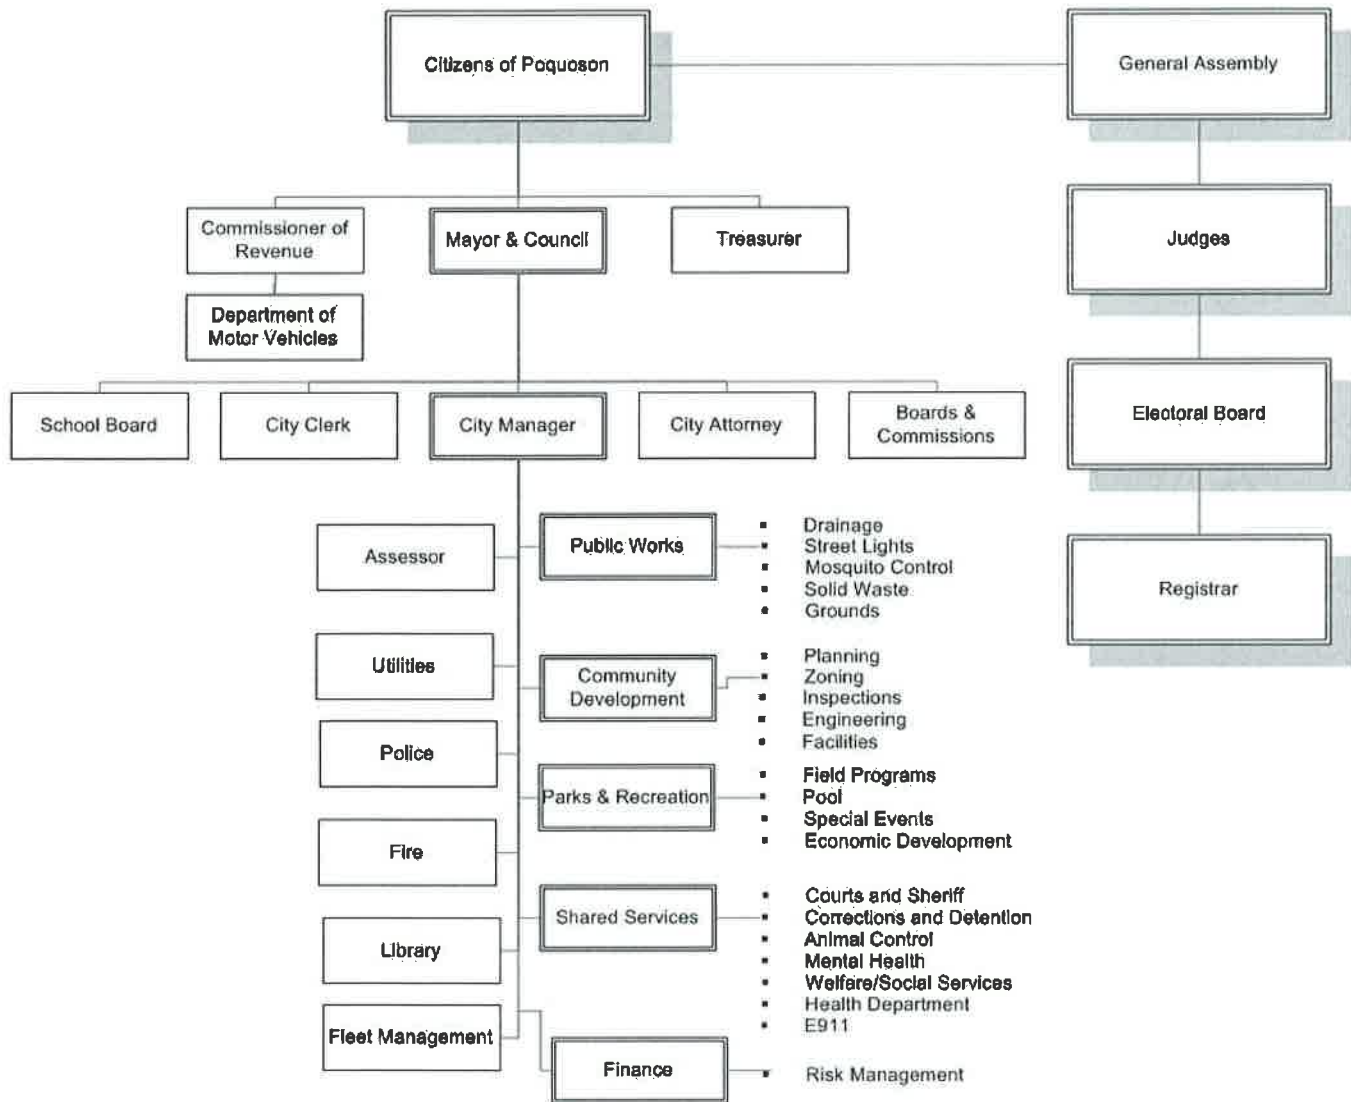 Citizens of Poquoson
General Assembly
Commissioner of
Revenue
Mayor & Council
Treasurer
Judges
Department of
Motor Vehicles
School Board
City Clerk
City Manager
City Attorney
Boards &
Commissions
Electoral Board
Assessor
Public Works
▪ Drainage
▪ Street Lights
▪ Mosquito Control
▪ Solid Waste
▪ Grounds
Registrar
Utilities
Community
Development
▪ Planning
▪ Zoning
▪ Inspections
▪ Engineering
▪ Facilities
Police
Parks & Recreation
▪ Field Programs
▪ Pool
▪ Special Events
▪ Economic Development
Fire
Shared Services
▪ Courts and Sheriff
▪ Corrections and Detention
▪ Animal Control
▪ Mental Health
▪ Welfare/Social Services
▪ Health Department
▪ E911
Library
Fleet Management
Finance
▪ Risk Management